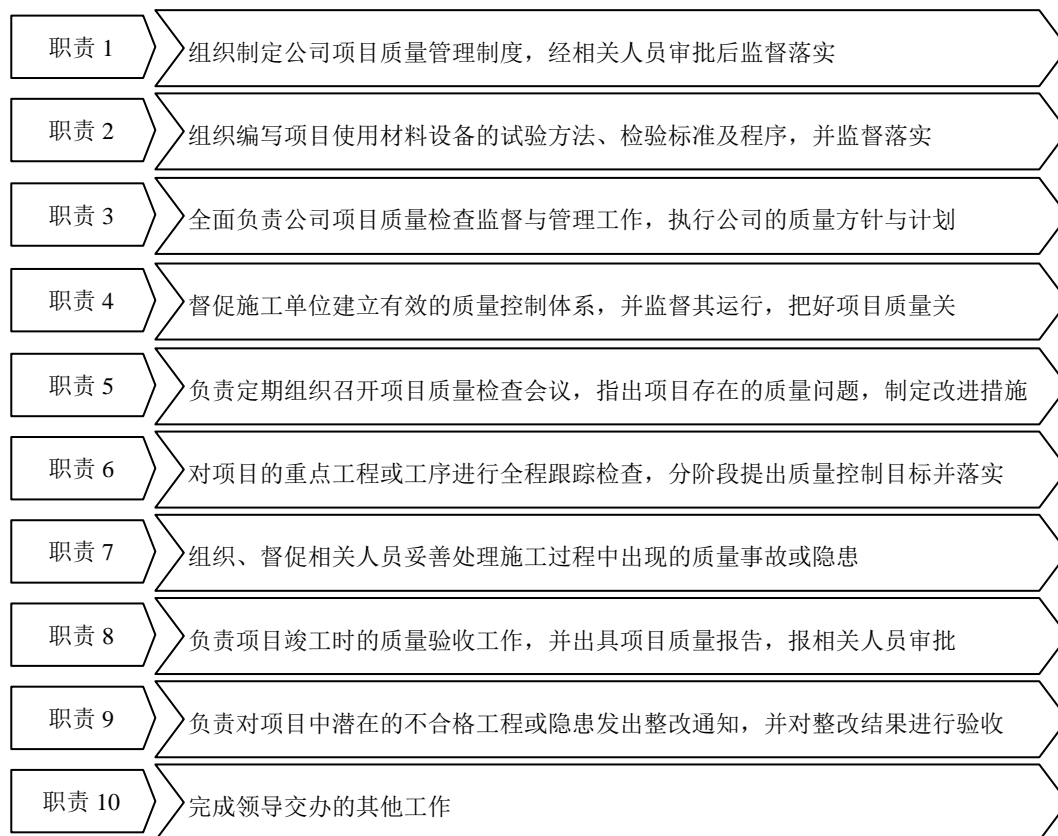 职责 1
组织制定公司项目质量管理制度，经相关人员审批后监督落实
职责 2
组织编写项目使用材料设备的试验方法、检验标准及程序，并监督落实
职责 3
全面负责公司项目质量检查监督与管理工作，执行公司的质量方针与计划
职责 4
督促施工单位建立有效的质量控制体系，并监督其运行，把好项目质量关
职责 5
负责定期组织召开项目质量检查会议，指出项目存在的质量问题，制定改进措施
职责 6
对项目的重点工程或工序进行全程跟踪检查，分阶段提出质量控制目标并落实
职责 7
组织、督促相关人员妥善处理施工过程中出现的质量事故或隐患
职责 8
负责项目竣工时的质量验收工作，并出具项目质量报告，报相关人员审批
职责 9
负责对项目中潜在的不合格工程或隐患发出整改通知，并对整改结果进行验收
职责 10
完成领导交办的其他工作